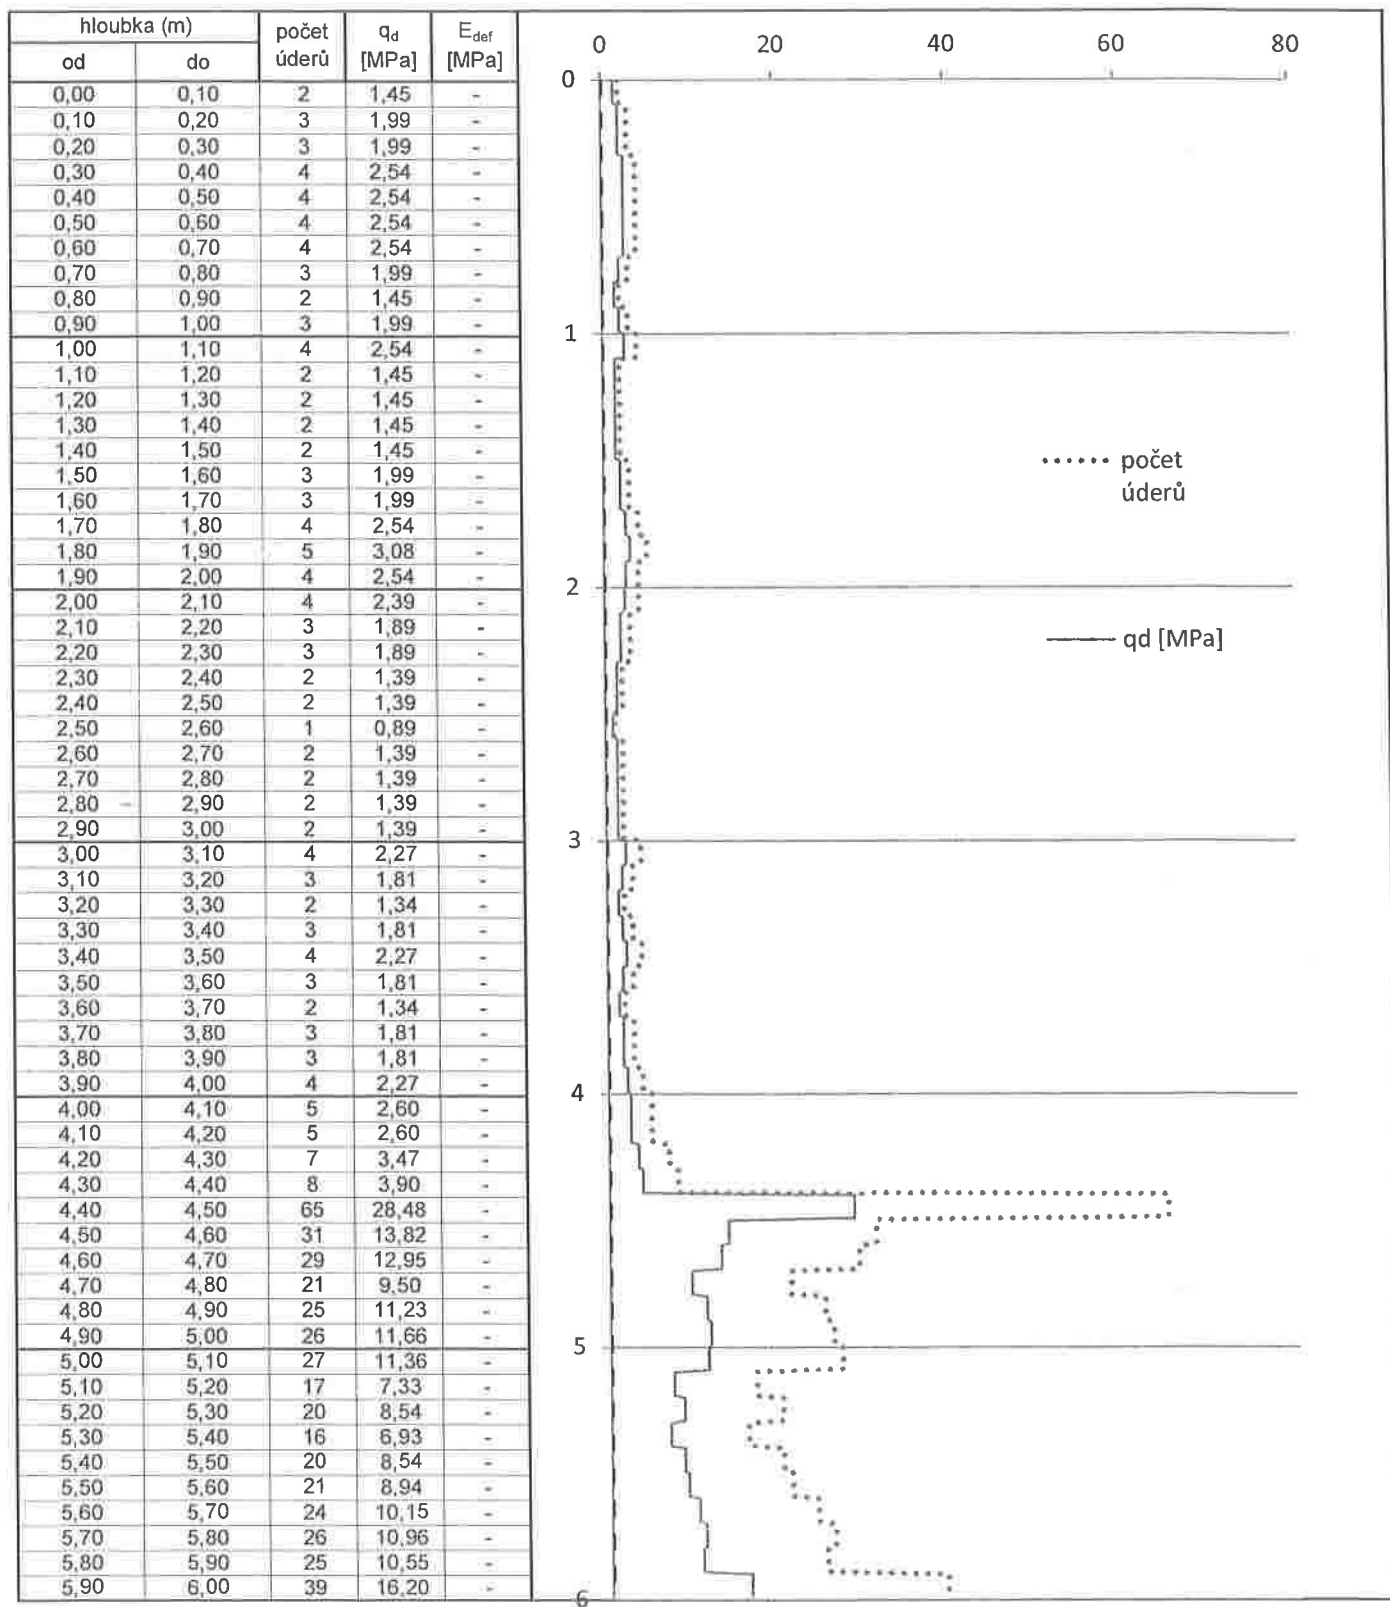 hloubka (m) počet úderů qd [MPa] Edef [MPa]
od do
0,00 0,10 2 1,45 -
0,10 0,20 3 1,99 -
0,20 0,30 3 1,99 -
0,30 0,40 4 2,54 -
0,40 0,50 4 2,54 -
0,50 0,60 4 2,54 -
0,60 0,70 4 2,54 -
0,70 0,80 3 1,99 -
0,80 0,90 2 1,45 -
0,90 1,00 3 1,99 -
1,00 1,10 4 2,54 -
1,10 1,20 2 1,45 -
1,20 1,30 2 1,45 -
1,30 1,40 2 1,45 -
1,40 1,50 2 1,45 -
1,50 1,60 3 1,99 -
1,60 1,70 3 1,99 -
1,70 1,80 4 2,54 -
1,80 1,90 5 3,08 -
1,90 2,00 4 2,54 -
2,00 2,10 4 2,39 -
2,10 2,20 3 1,89 -
2,20 2,30 3 1,89 -
2,30 2,40 2 1,39 -
2,40 2,50 2 1,39 -
2,50 2,60 1 0,89 -
2,60 2,70 2 1,39 -
2,70 2,80 2 1,39 -
2,80 2,90 2 1,39 -
2,90 3,00 2 1,39 -
3,00 3,10 4 2,27 -
3,10 3,20 3 1,81 -
3,20 3,30 2 1,34 -
3,30 3,40 3 1,81 -
3,40 3,50 4 2,27 -
3,50 3,60 3 1,81 -
3,60 3,70 2 1,34 -
3,70 3,80 3 1,81 -
3,80 3,90 3 1,81 -
3,90 4,00 4 2,27 -
4,00 4,10 5 2,60 -
4,10 4,20 5 2,60 -
4,20 4,30 7 3,47 -
4,30 4,40 8 3,90 -
4,40 4,50 65 28,48 -
4,50 4,60 31 13,82 -
4,60 4,70 29 12,95 -
4,70 4,80 21 9,50 -
4,80 4,90 25 11,23 -
4,90 5,00 26 11,66 -
5,00 5,10 27 11,36 -
5,10 5,20 17 7,33 -
5,20 5,30 20 8,54 -
5,30 5,40 16 6,93 -
5,40 5,50 20 8,54 -
5,50 5,60 21 8,94 -
5,60 5,70 24 10,15 -
5,70 5,80 26 10,96 -
5,80 5,90 25 10,55 -
5,90 6,00 39 16,20 -
0 20 40 60 80
0
1
počet
úderů
2
qd [MPa]
3
4
5
6